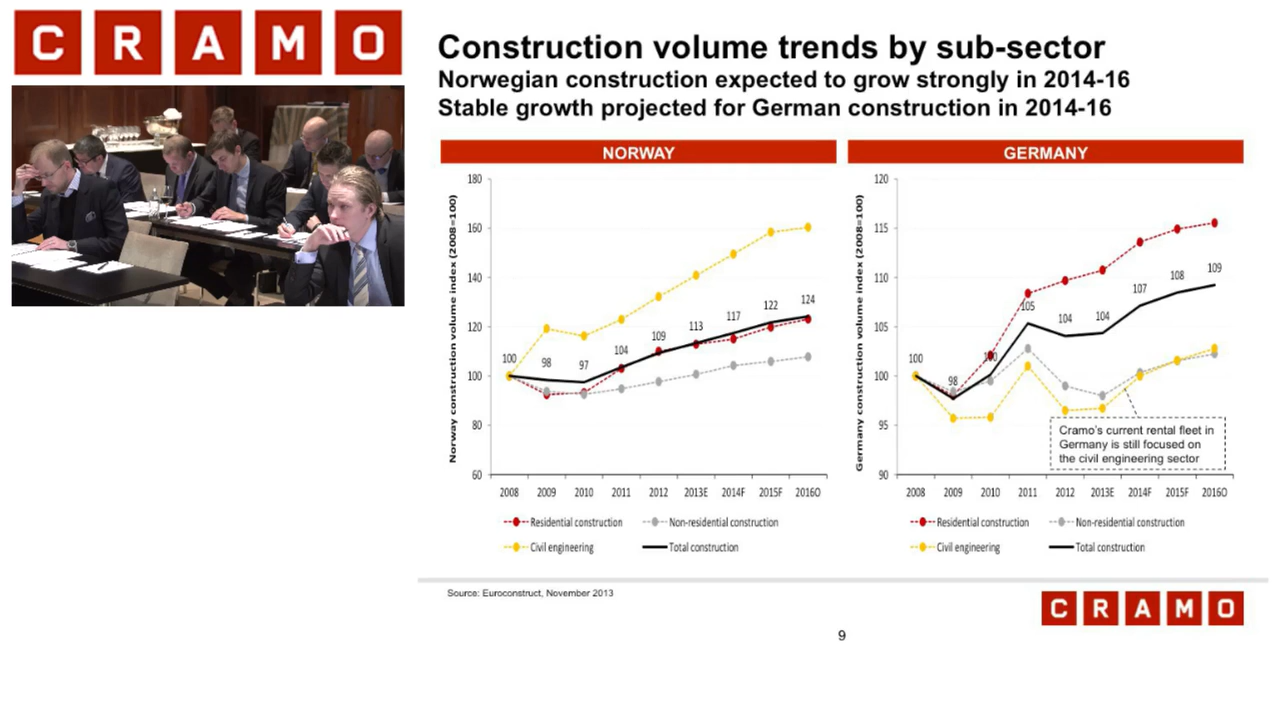 CRAMO
Construction volume trends by sub-sector
Norwegian construction expected to grow strongly in 2014-16
Stable growth projected for German construction in 2014-16
NORWAY
Norway construction volume index (2008=100)
180
160
140
120
100
80
60
100
98
97
104
109
113
117
122
124
2008 2009 2010 2011 2012 2013E 2014F 2015F 2016O
Residential construction Non-residential construction
Civil engineering Total construction
GERMANY
Germany construction volume index (2008=100)
120
115
110
105
100
95
90
100
98
100
105
104
104
107
108
109
Cramo's current rental fleet in
Germany is still focused on
the civil engineering sector
2008 2009 2010 2011 2012 2013E 2014F 2015F 2016O
Residential construction Non-residential construction
Civil engineering Total construction
Source: Euroconstruct, November 2013
CRAMO
9